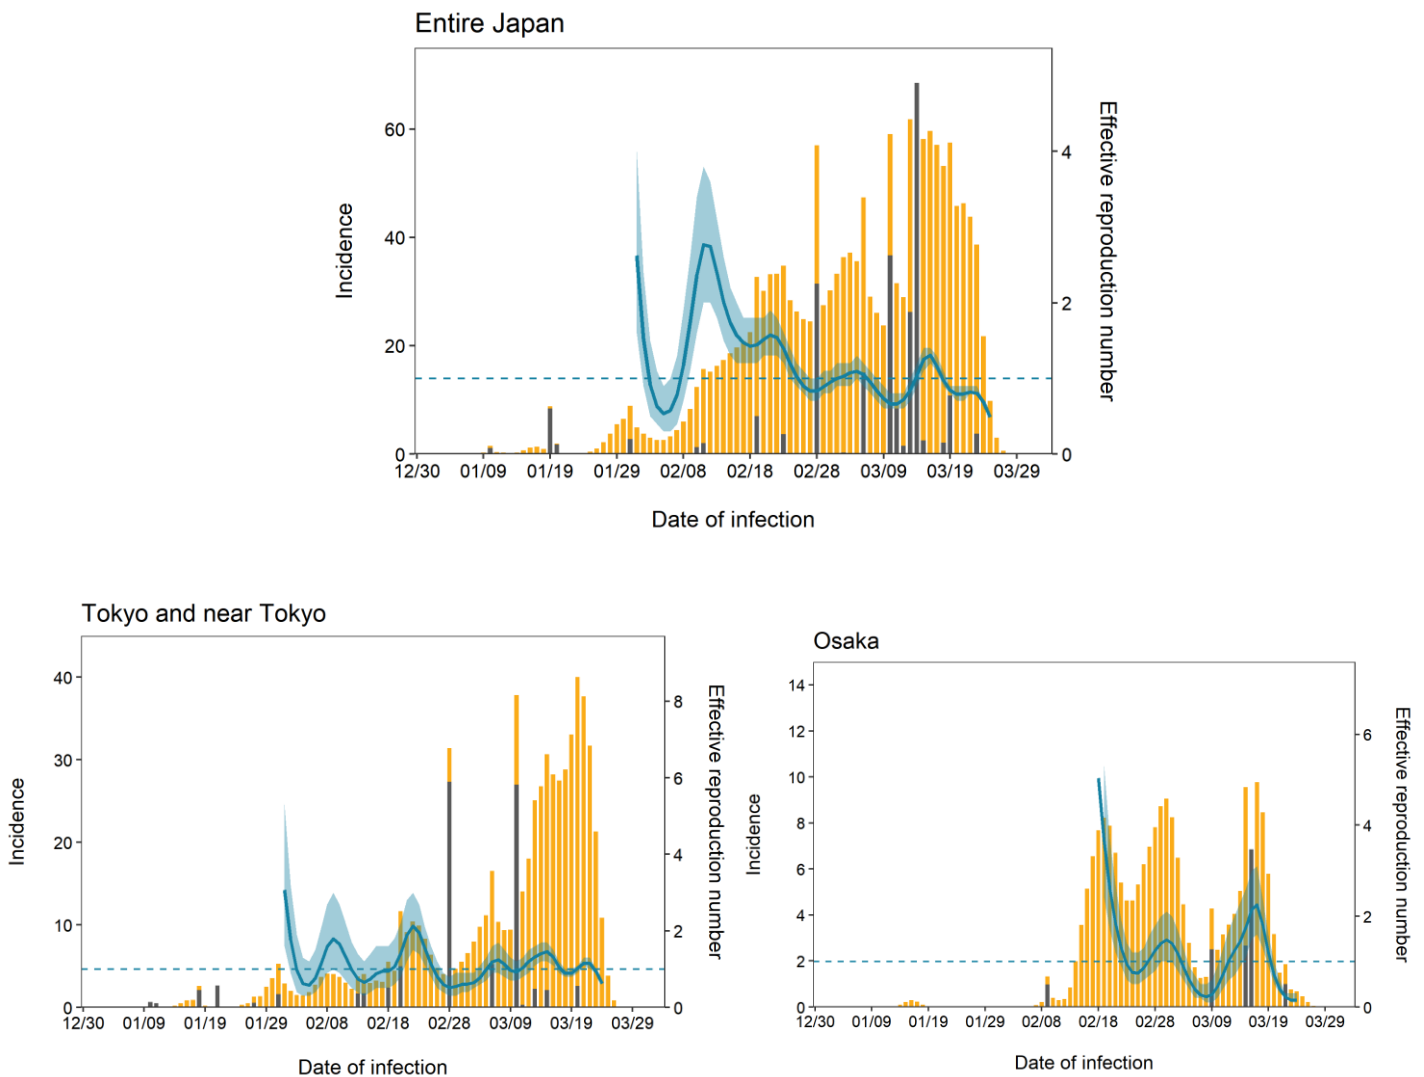 Entire Japan
60
40
20
0
4
2
0
Incidence
Effective reproduction number
12/30 01/09 01/19 01/29 02/08 02/18 02/28 03/09 03/19 03/29
Date of infection
Tokyo and near Tokyo
40
30
20
10
0
8
6
4
2
0
Incidence
Effective reproduction number
12/30 01/09 01/19 01/29 02/08 02/18 02/28 03/09 03/19 03/29
Date of infection
Osaka
14
12
10
8
6
4
2
0
6
4
2
0
Incidence
Effective reproduction number
12/30 01/09 01/19 01/29 02/08 02/18 02/28 03/09 03/19 03/29
Date of infection